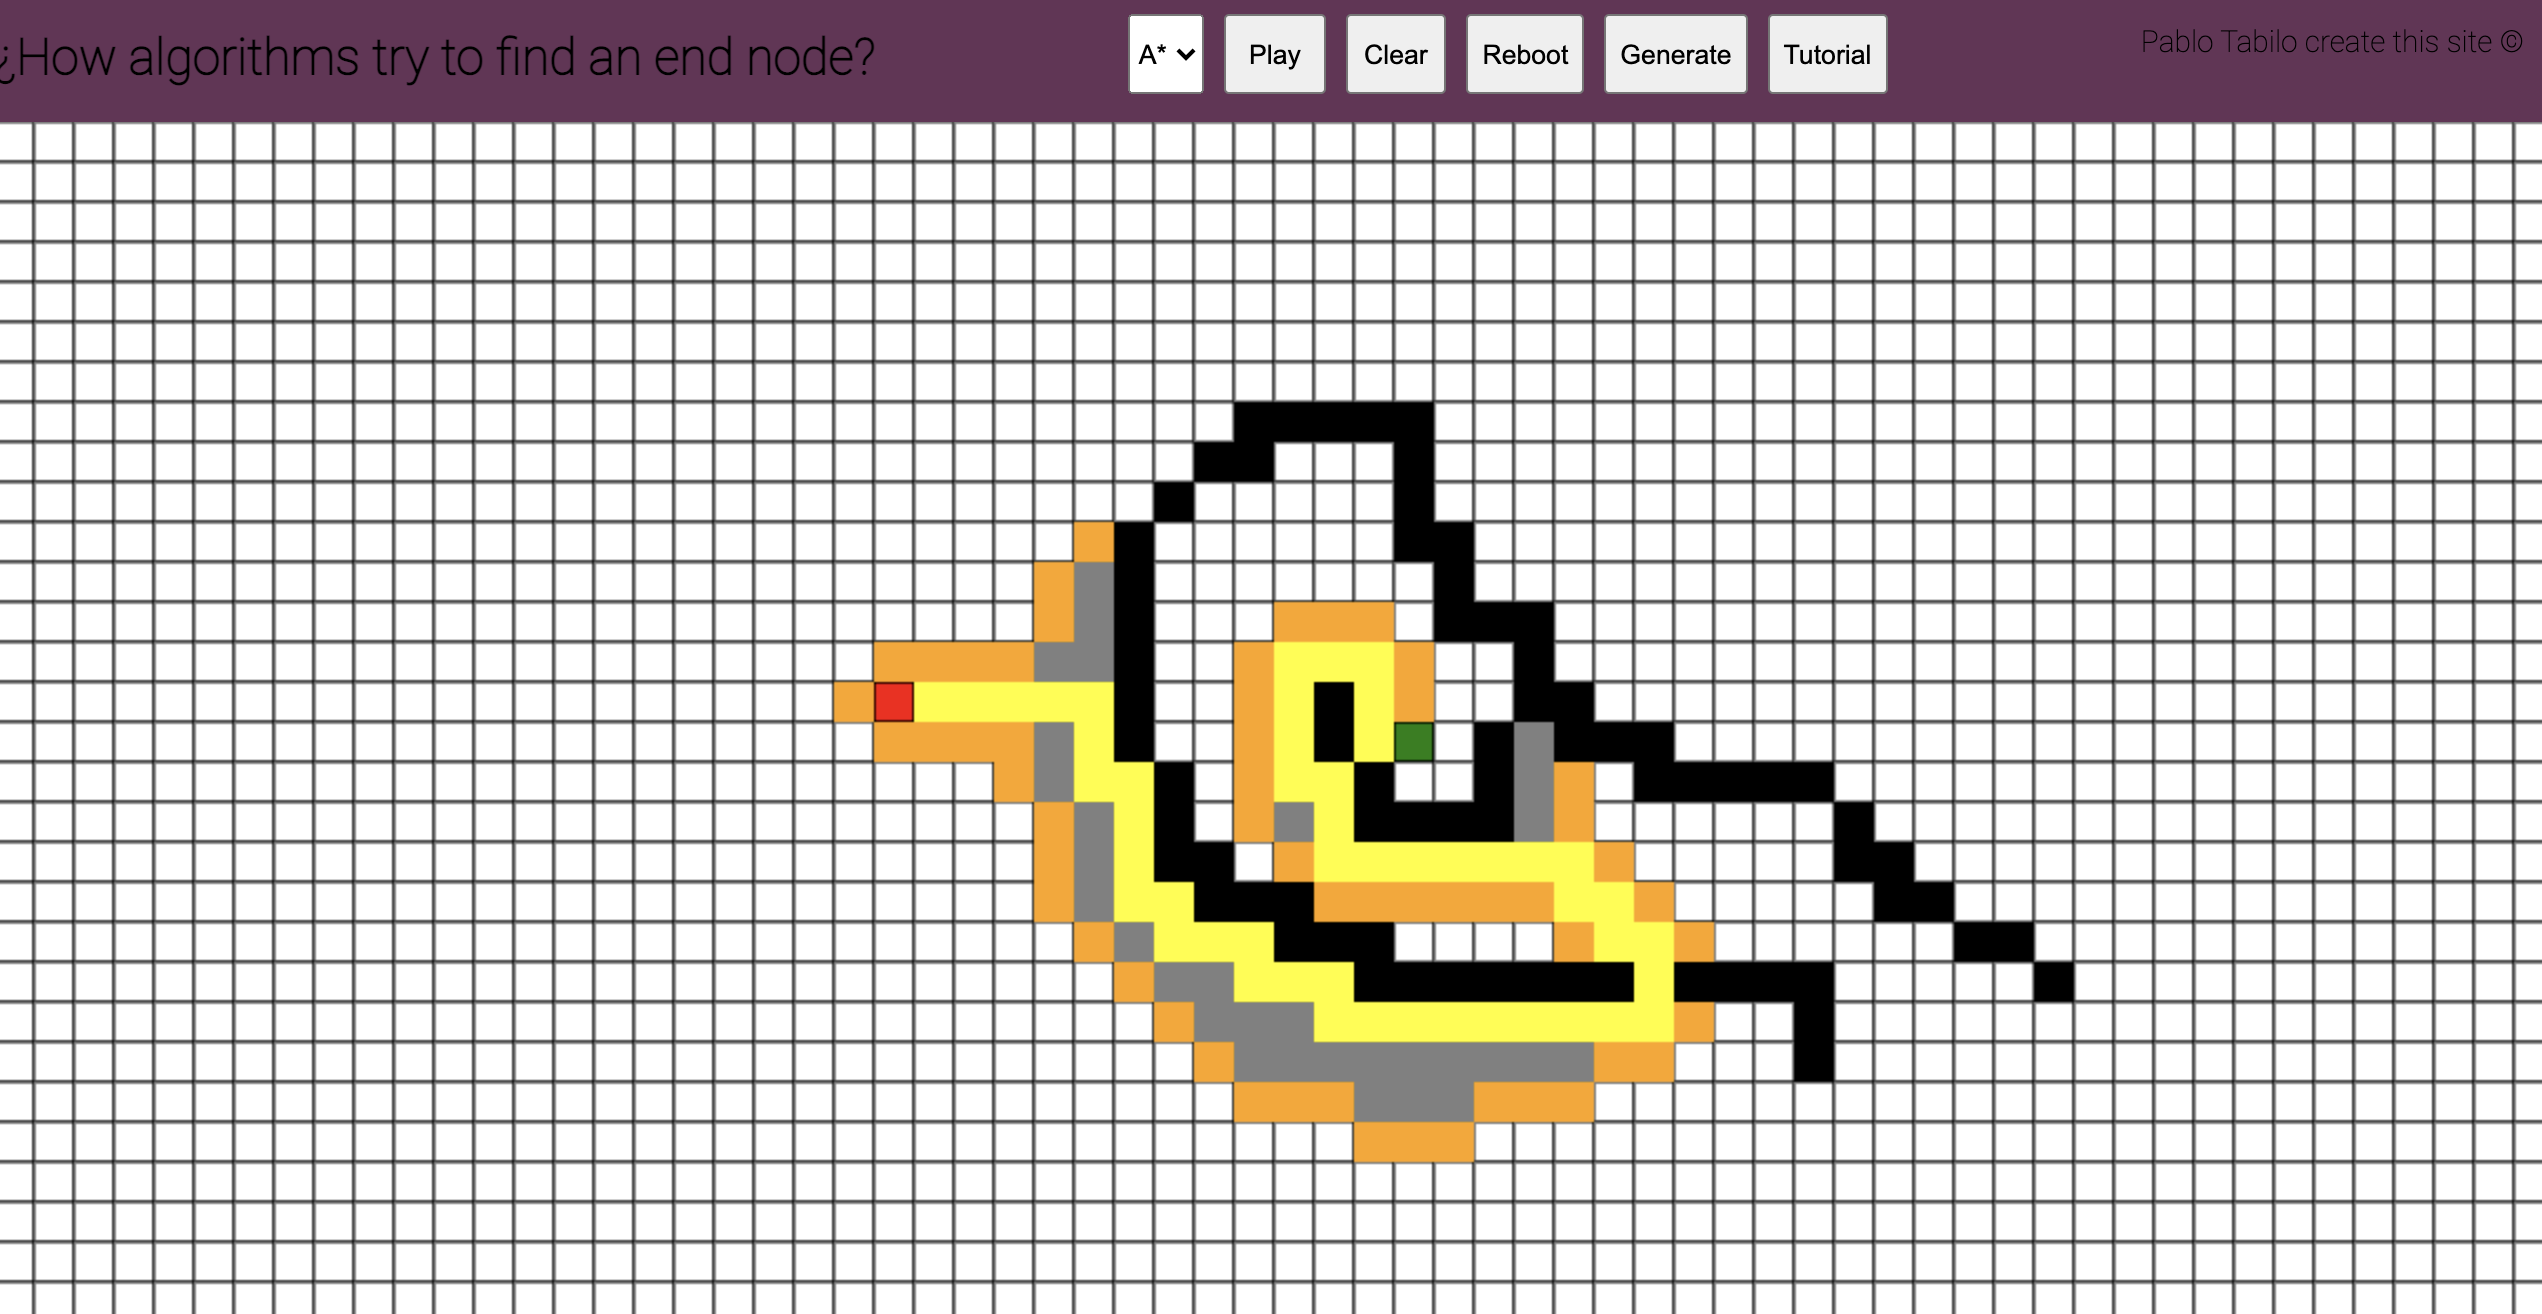 ¿How algorithms try to find an end node?
A*
Play
Clear
Reboot
Generate
Tutorial
Pablo Tabilo create this site ©